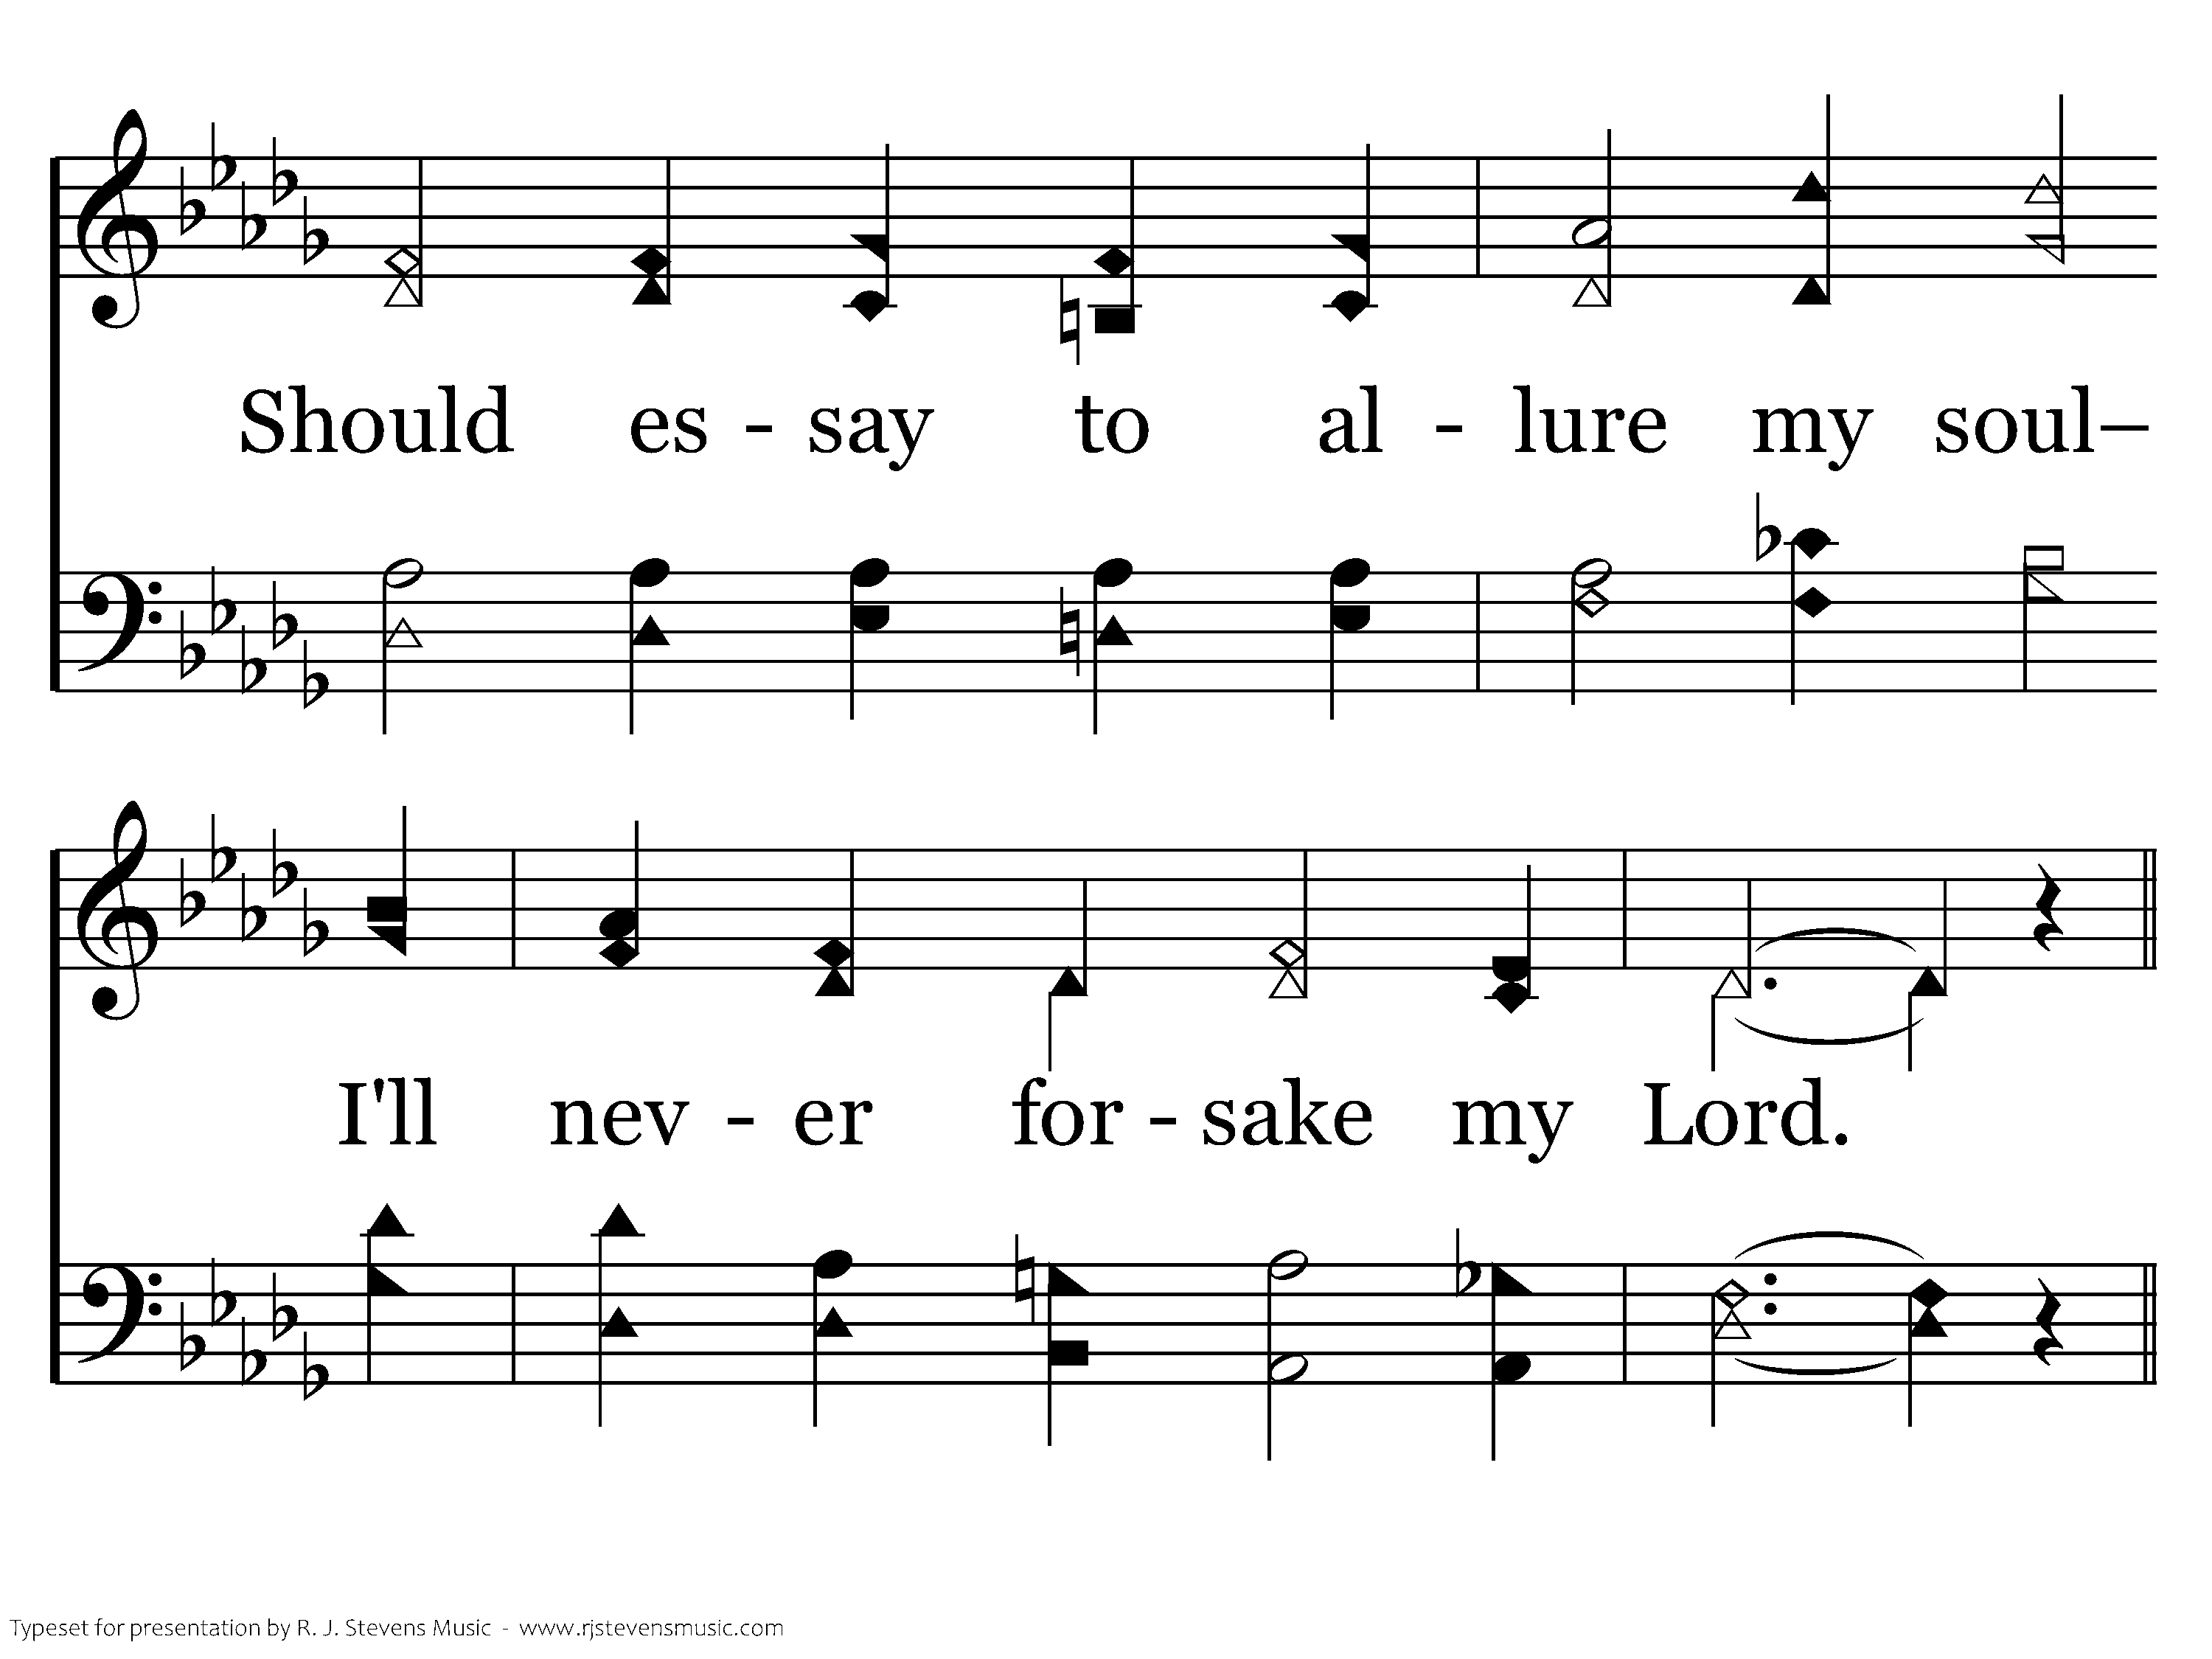 Should es - say to al - lure my soul–
I'll nev - er for - sake my Lord.
Typeset for presentation by R. J. Stevens Music - www.rjstevensmusic.com